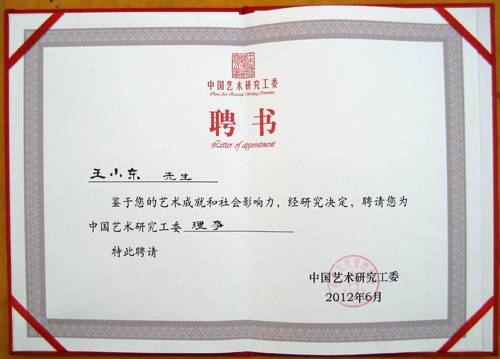 中国艺术研究工委
China Art Research Working Committee
聘书
Letter of appointment
王小东 先生
鉴于您的艺术成就和社会影响力，经研究决定，聘请您为
中国艺术研究工委 理事
特此聘请
中国艺术研究工委
2012年6月